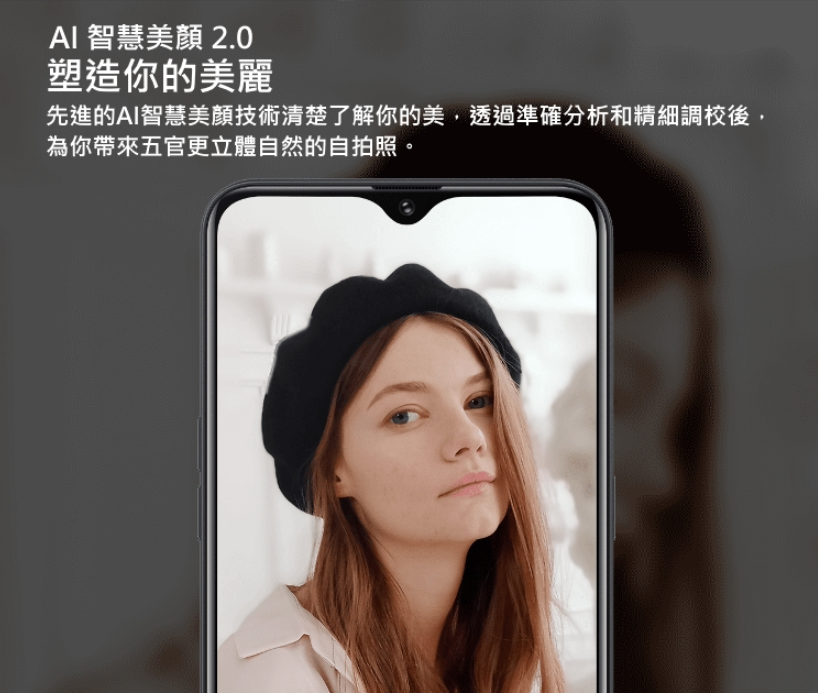 AI 智慧美顏 2.0
塑造你的美麗
先進的AI智慧美顏技術清楚了解你的美，透過準確分析和精細調校後，
為你帶來五官更立體自然的自拍照。